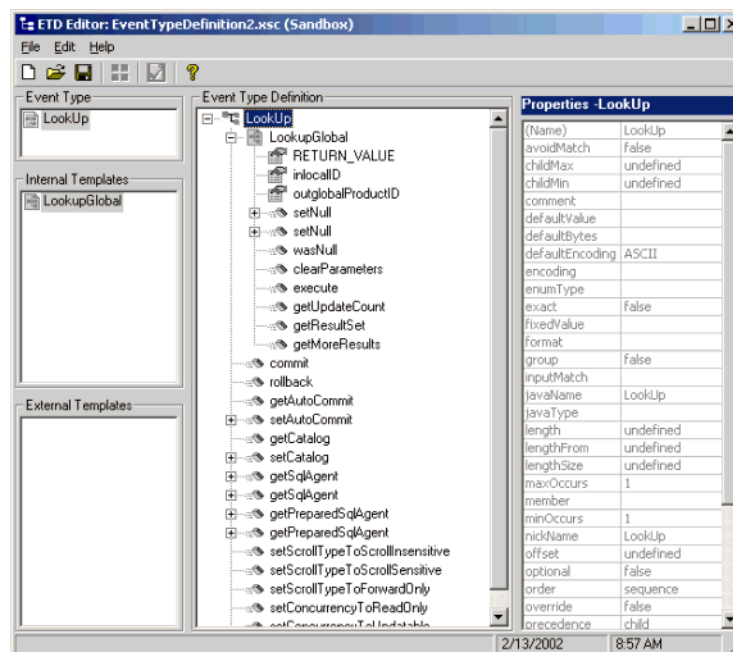 ETD Editor: EventTypeDefinition2.xsc (Sandbox)
File Edit Help
Event Type
LookUp
Internal Templates
LookupGlobal
External Templates
Event Type Definition
LookUp
LookupGlobal
RETURN_VALUE
inlocalID
outglobalProductID
setNull
setNull
wasNull
clearParameters
execute
getUpdateCount
getResultSet
getMoreResults
commit
rollback
getAutoCommit
setAutoCommit
getCatalog
setCatalog
getSqlAgent
getSqlAgent
getPreparedSqlAgent
getPreparedSqlAgent
setScrollTypeToScrollInsensitive
setScrollTypeToScrollSensitive
setScrollTypeToForwardOnly
setConcurrencyToReadOnly
setConcurrencyToUpdatable
Properties -LookUp
(Name) LookUp
avoidMatch false
childMax undefined
childMin undefined
comment
defaultValue
defaultBytes
defaultEncoding ASCII
encoding
enumType
exact false
fixedValue
format
group false
inputMatch
javaName LookUp
javaType
length undefined
lengthFrom undefined
lengthSize undefined
maxOccurs 1
member
minOccurs 1
nickName LookUp
offset undefined
optional false
order sequence
override false
precedence child
2/13/2002 8:57 AM